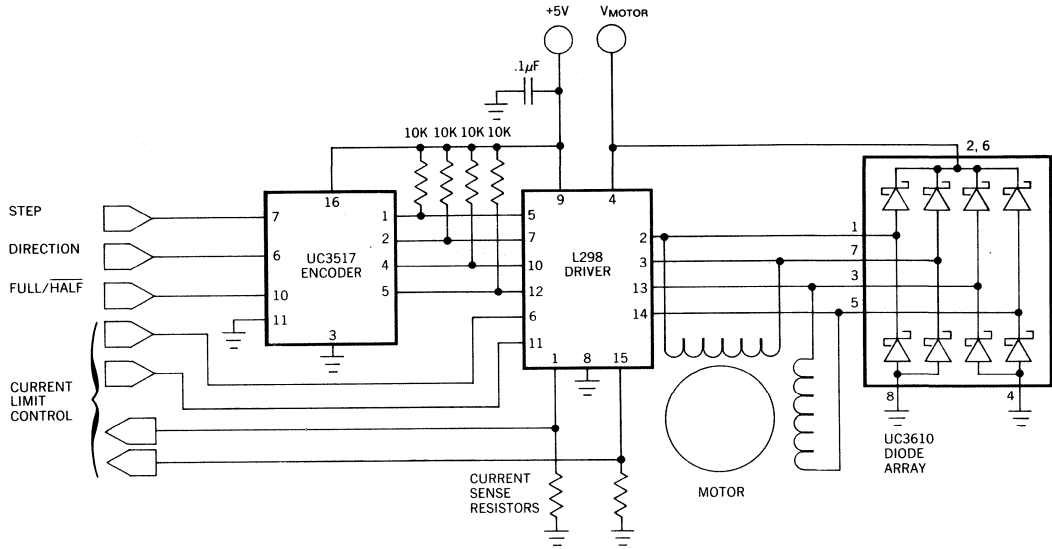 +5V
VMOTOR
.1µF
10K 10K 10K 10K
2, 6
16
9
4
STEP
7
1
5
2
1
DIRECTION
6
2
7
3
7
UC3517
ENCODER
L298
DRIVER
4
10
13
3
FULL/HALF
10
5
12
14
5
11
6
3
11
1
8
15
CURRENT
LIMIT
CONTROL
8
4
UC3610
DIODE
ARRAY
CURRENT
SENSE
RESISTORS
MOTOR